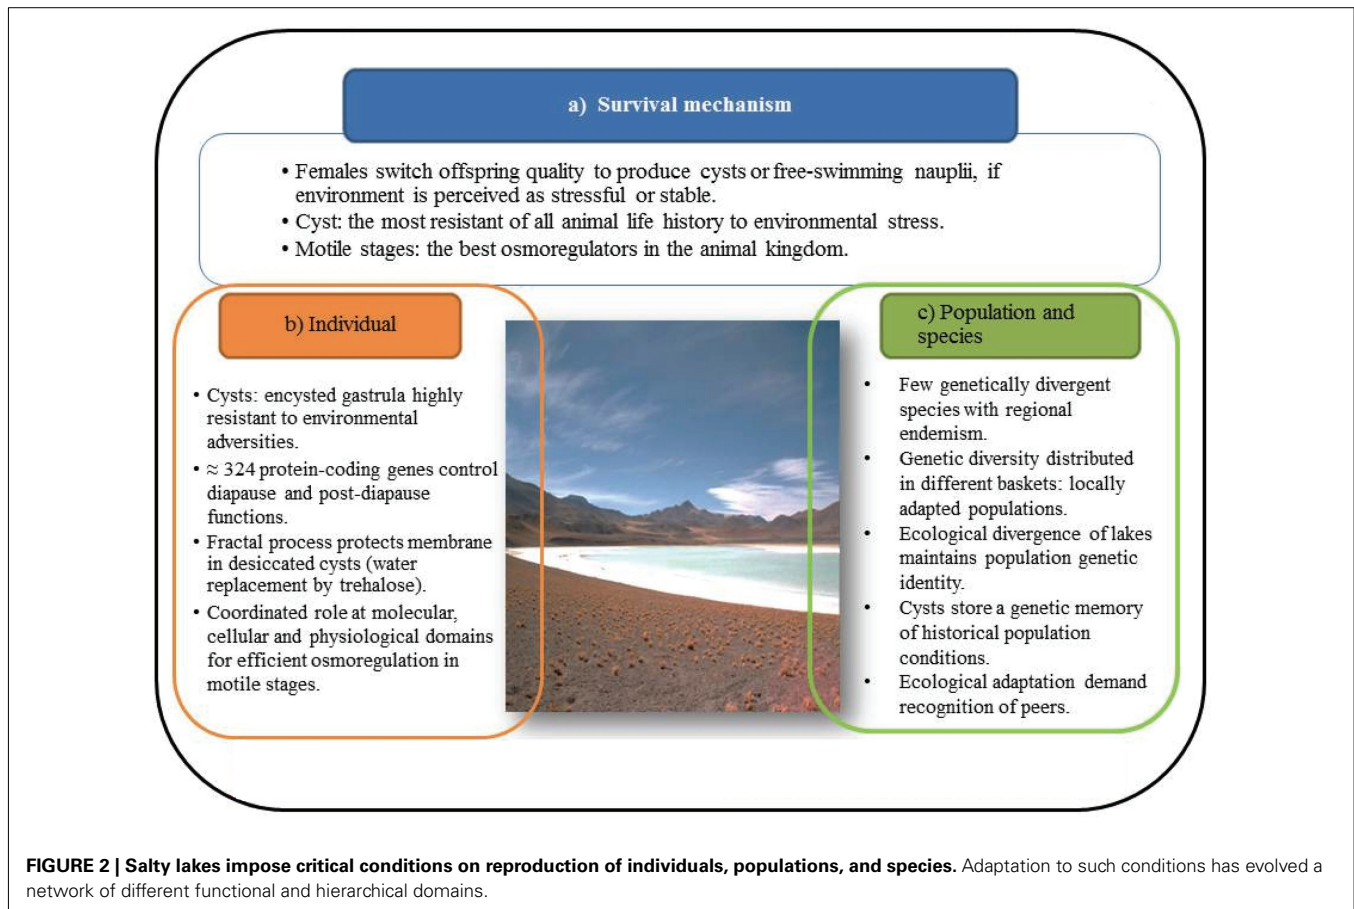 a) Survival mechanism
• Females switch offspring quality to produce cysts or free-swimming nauplii, if
environment is perceived as stressful or stable.
• Cyst: the most resistant of all animal life history to environmental stress.
• Motile stages: the best osmoregulators in the animal kingdom.
b) Individual
• Cysts: encysted gastrula highly
resistant to environmental
adversities.
• ≈ 324 protein-coding genes control
diapause and post-diapause
functions.
• Fractal process protects membrane
in desiccated cysts (water
replacement by trehalose).
• Coordinated role at molecular,
cellular and physiological domains
for efficient osmoregulation in
motile stages.
c) Population and
species
• Few genetically divergent
species with regional
endemism.
• Genetic diversity distributed
in different baskets: locally
adapted populations.
• Ecological divergence of lakes
maintains population genetic
identity.
• Cysts store a genetic memory
of historical population
conditions.
• Ecological adaptation demand
recognition of peers.
FIGURE 2 | Salty lakes impose critical conditions on reproduction of individuals, populations, and species. Adaptation to such conditions has evolved a
network of different functional and hierarchical domains.